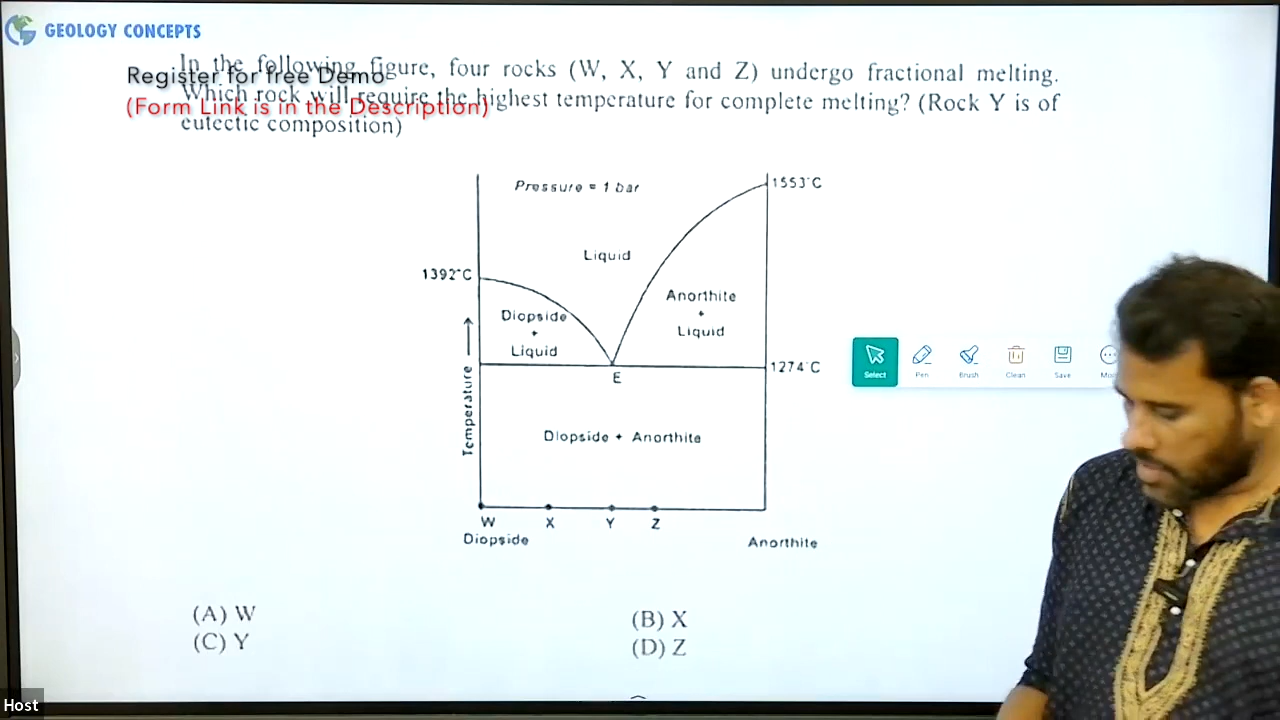 GEOLOGY CONCEPTS
In the following figure, four rocks (W, X, Y and Z) undergo fractional melting.
Register for free Demo
Which rock will require the highest temperature for complete melting? (Rock Y is of
(Form Link is in the Description)
eutectic composition)
Pressure = 1 bar
1553°C
Liquid
1392°C
Anorthite
+
Liquid
Diopside
+
Liquid
1274°C
E
Temperature
Diopside + Anorthite
W X Y Z
Diopside Anorthite
Select Pen Brush Clean Save
(A) W (B) X
(C) Y (D) Z
Host